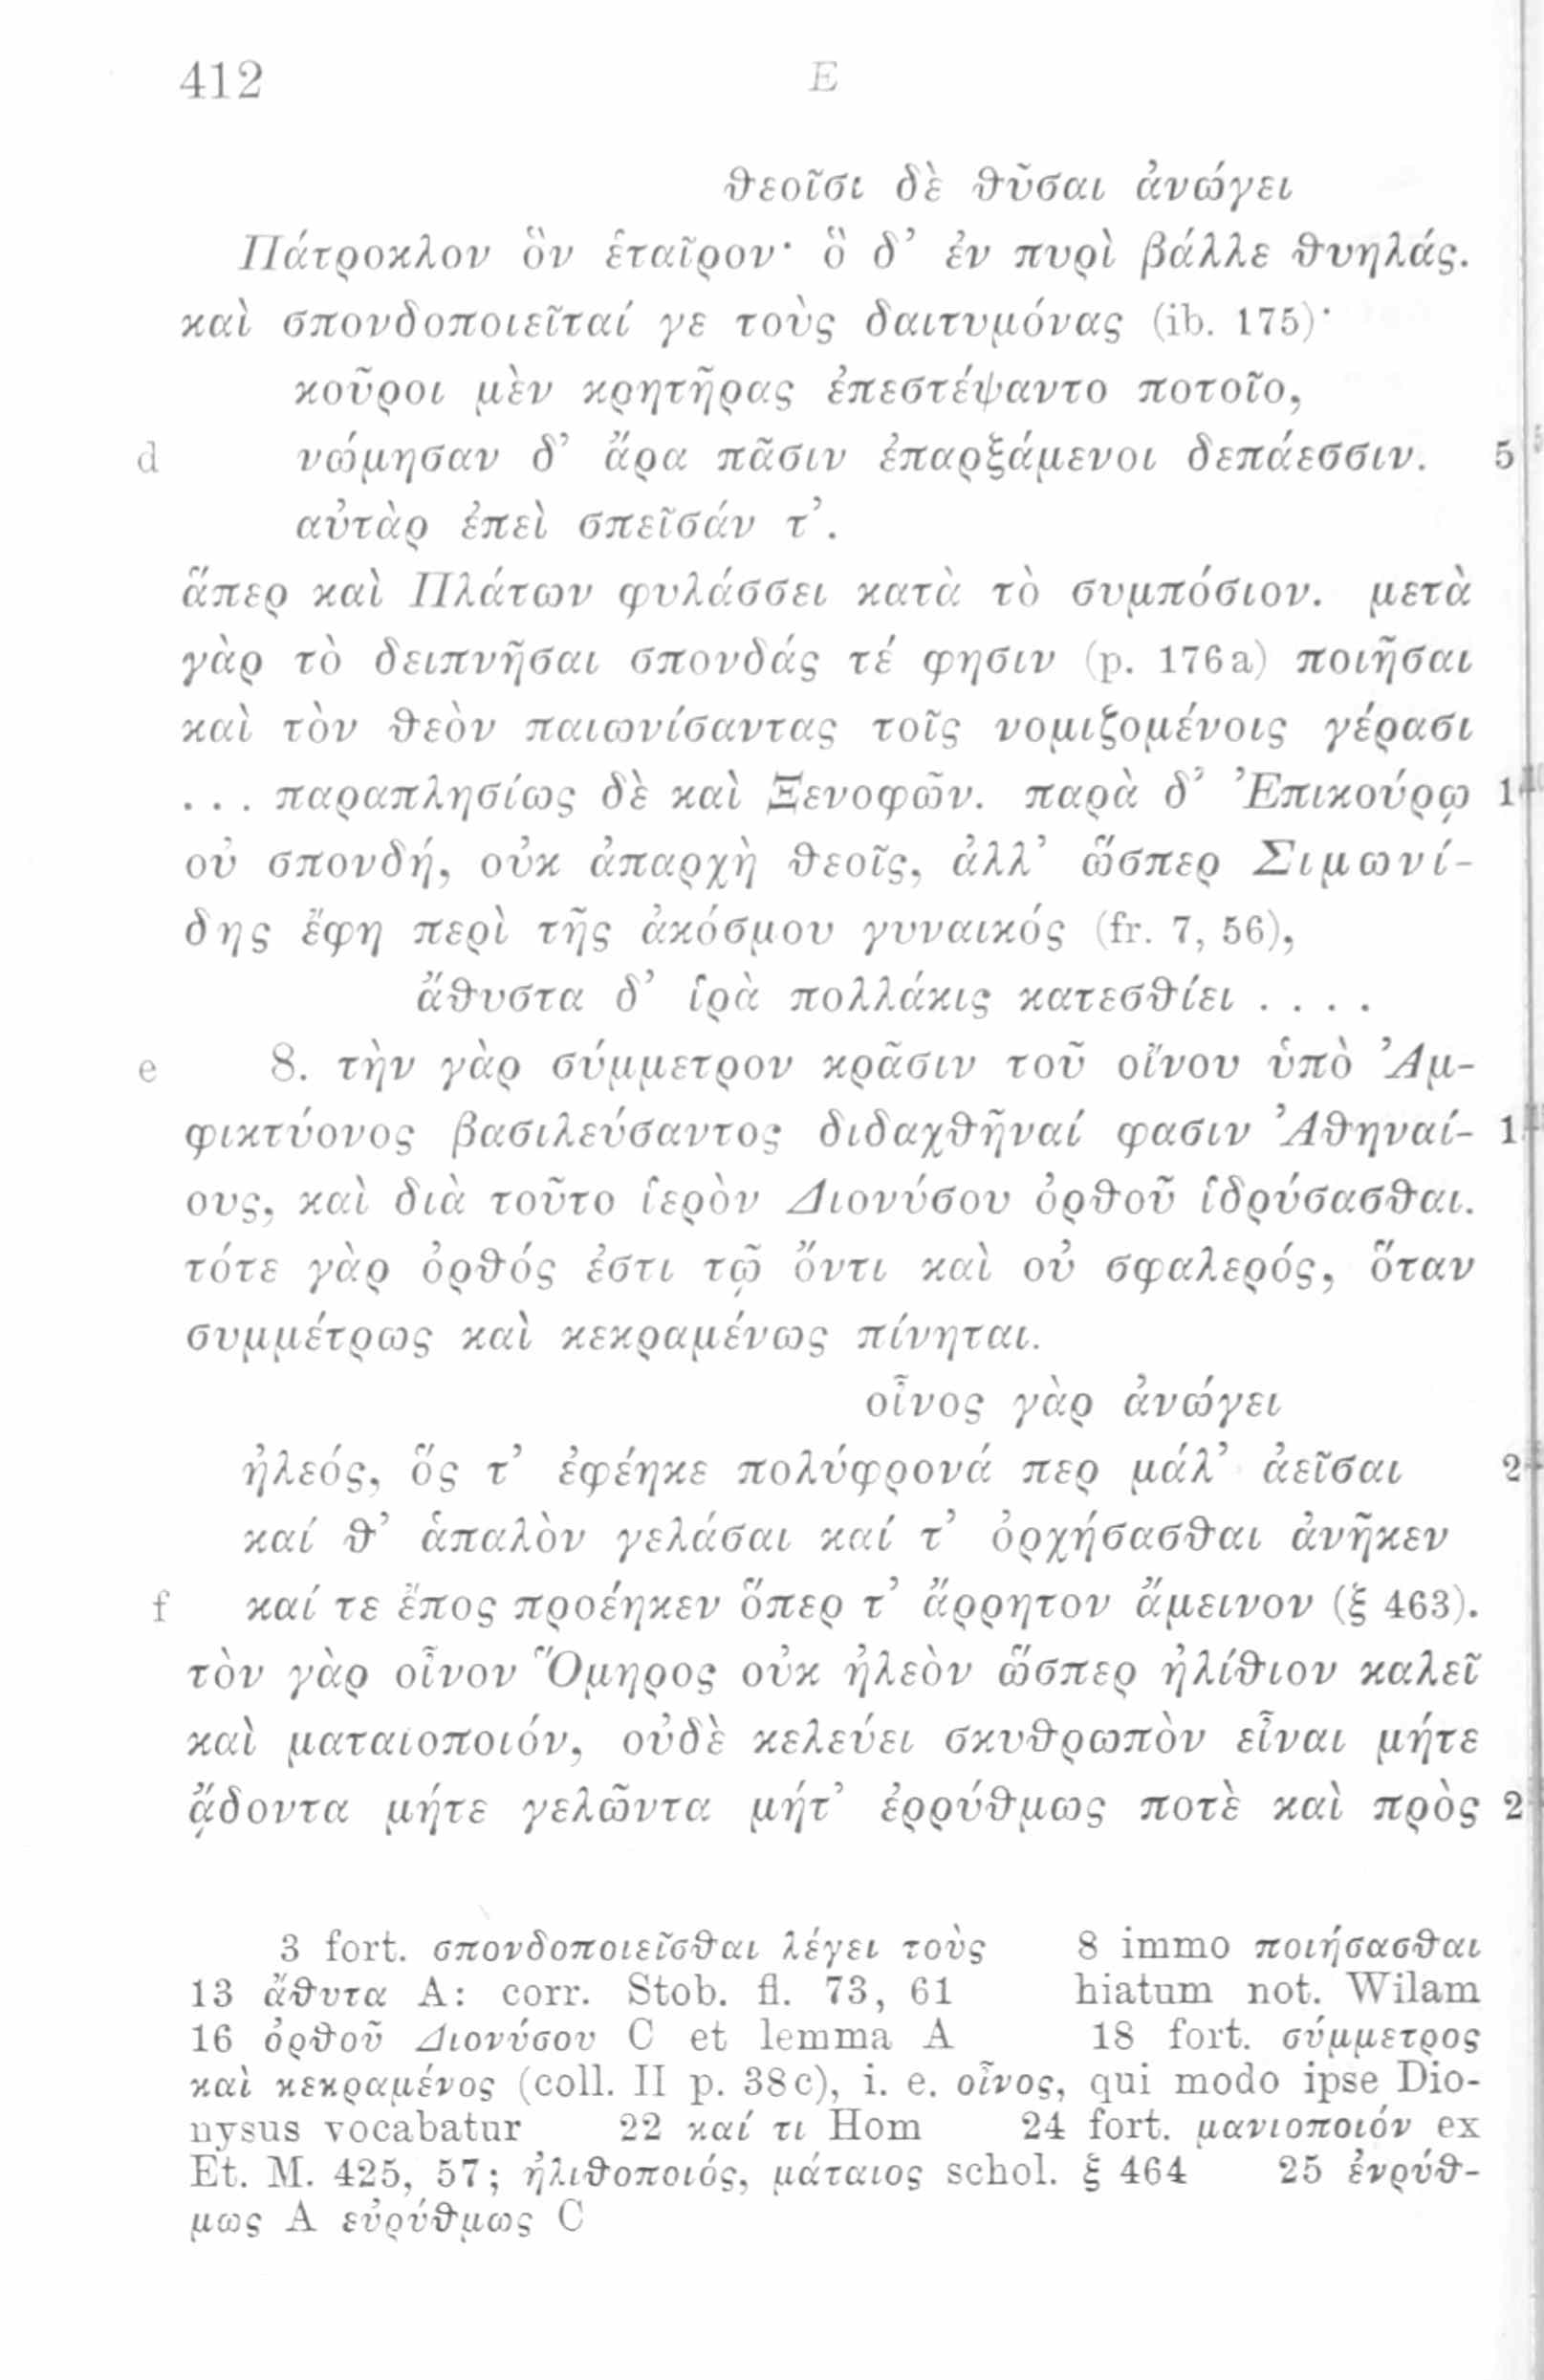 412 E
θεοῖσι δὲ θῦσαι ἀνώγει
Πάτροκλον ὃν ἑταῖρον· ὃ δ’ ἐν πυρὶ βάλλε θυηλάς.
καὶ σπονδοποιεῖταί γε τοὺς δαιτυμόνας (ib. 175)·
κοῦροι μὲν κρητῆρας ἐπεστέψαντο ποτοῖο,
d νώμησαν δ’ ἄρα πᾶσιν ἐπαρξάμενοι δεπάεσσιν. 5
αὐτὰρ ἐπεὶ σπεῖσάν τ’.
ἅπερ καὶ Πλάτων φυλάσσει κατὰ τὸ συμπόσιον. μετὰ
γὰρ τὸ δειπνῆσαι σπονδάς τέ φησιν (p. 176a) ποιῆσαι
καὶ τὸν θεὸν παιωνίσαντας τοῖς νομιζομένοις γέρασι
. . . παραπλησίως δὲ καὶ Ξενοφῶν. παρὰ δ’ Ἐπικούρῳ 1
οὐ σπονδή, οὐκ ἀπαρχὴ θεοῖς, ἀλλ’ ὥσπερ Σιμωνί-
δης ἔφη περὶ τῆς ἀκόσμου γυναικός (fr. 7, 56),
ἄθυστα δ’ ἱρὰ πολλάκις κατεσθίει . . . .
e 8. τὴν γὰρ σύμμετρον κρᾶσιν τοῦ οἴνου ὑπὸ Ἀμ-
φικτύονος βασιλεύσαντος διδαχθῆναί φασιν Ἀθηναί- 1
ους, καὶ διὰ τοῦτο ἱερὸν Διονύσου ὀρθοῦ ἱδρύσασθαι.
τότε γὰρ ὀρθός ἐστι τῷ ὄντι καὶ οὐ σφαλερός, ὅταν
συμμέτρως καὶ κεκραμένως πίνηται.
οἶνος γὰρ ἀνώγει
ἠλεός, ὅς τ’ ἐφέηκε πολύφρονά περ μάλ’ ἀεῖσαι 2
καί θ’ ἁπαλὸν γελάσαι καί τ’ ὀρχήσασθαι ἀνῆκεν
f καί τε ἔπος προέηκεν ὅπερ τ’ ἄρρητον ἄμεινον (ξ 463).
τὸν γὰρ οἶνον Ὅμηρος οὐκ ἠλεὸν ὥσπερ ἠλίθιον καλεῖ
καὶ ματαιοποιόν, οὐδὲ κελεύει σκυθρωπὸν εἶναι μήτε
ᾄδοντα μήτε γελῶντα μήτ’ ἐρρύθμως ποτὲ καὶ πρὸς 2
3 fort. σπονδοποιεῖσθαι λέγει τοὺς 8 immo ποιήσασθαι
13 ἄθυτα A: corr. Stob. fl. 73, 61 hiatum not. Wilam
16 ὀρθοῦ Διονύσου C et lemma A 18 fort. σύμμετρος
καὶ κεκραμένος (coll. II p. 38c), i. e. οἶνος, qui modo ipse Dio-
nysus vocabatur 22 καί τι Hom 24 fort. μανιοποιόν ex
Et. M. 425, 57; ἠλιθοποιός, μάταιος schol. ξ 464 25 ἐνρύθ-
μως A εὐρύθμως C